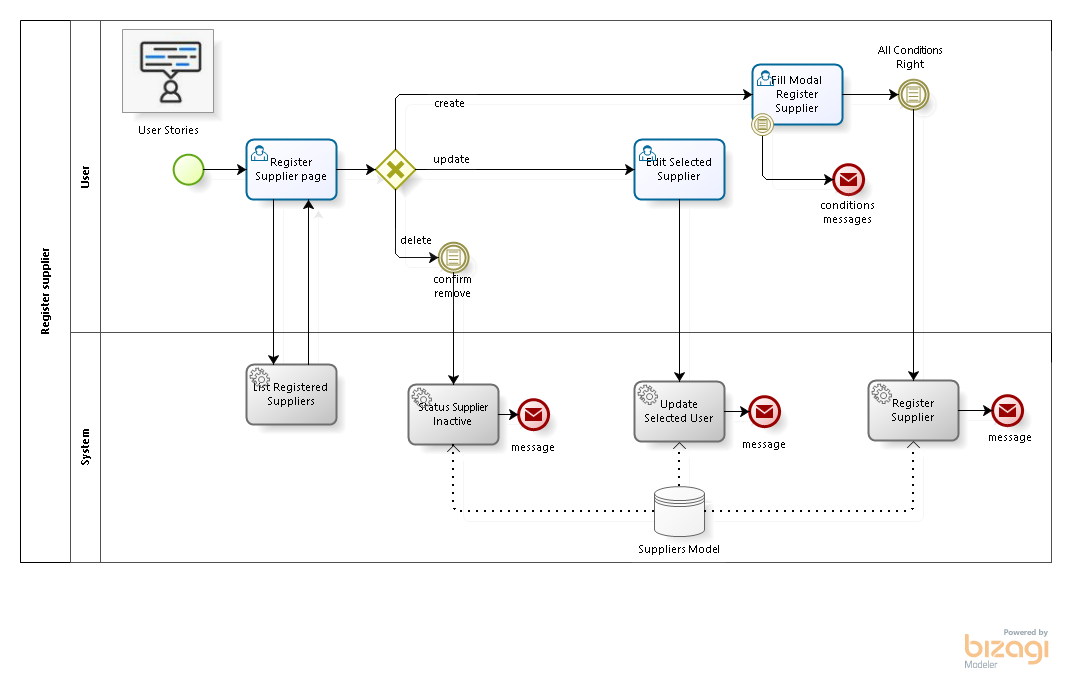 Register supplier
User
System
User Stories
Register
Supplier page
create
update
delete
confirm
remove
Edit Selected
Supplier
Fill Modal
Register
Supplier
All Conditions
Right
conditions
messages
List Registered
Suppliers
Status Supplier
Inactive
message
Update
Selected User
message
Register
Supplier
message
Suppliers Model
Powered by
bizagi
Modeler